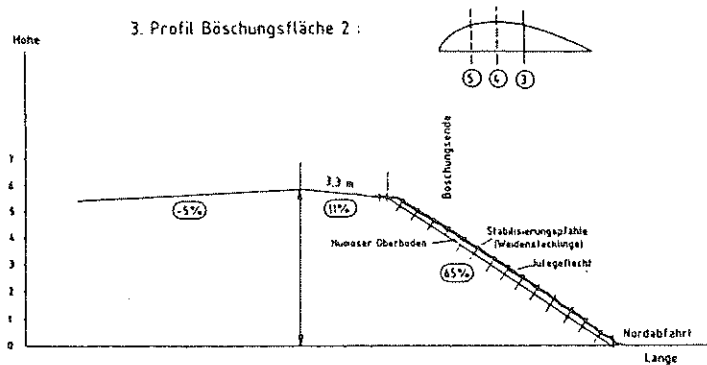 3. Profil Böschungsfläche 2 :
Höhe
5 4 3
7
6
5
4
3
2
1
0
3,3 m
-5%
11%
Böschungsende
Humoser Oberboden
Stabilisierungspfähle
(Weidenstecklinge)
Jutegeflecht
65%
Nordabfahrt
Länge